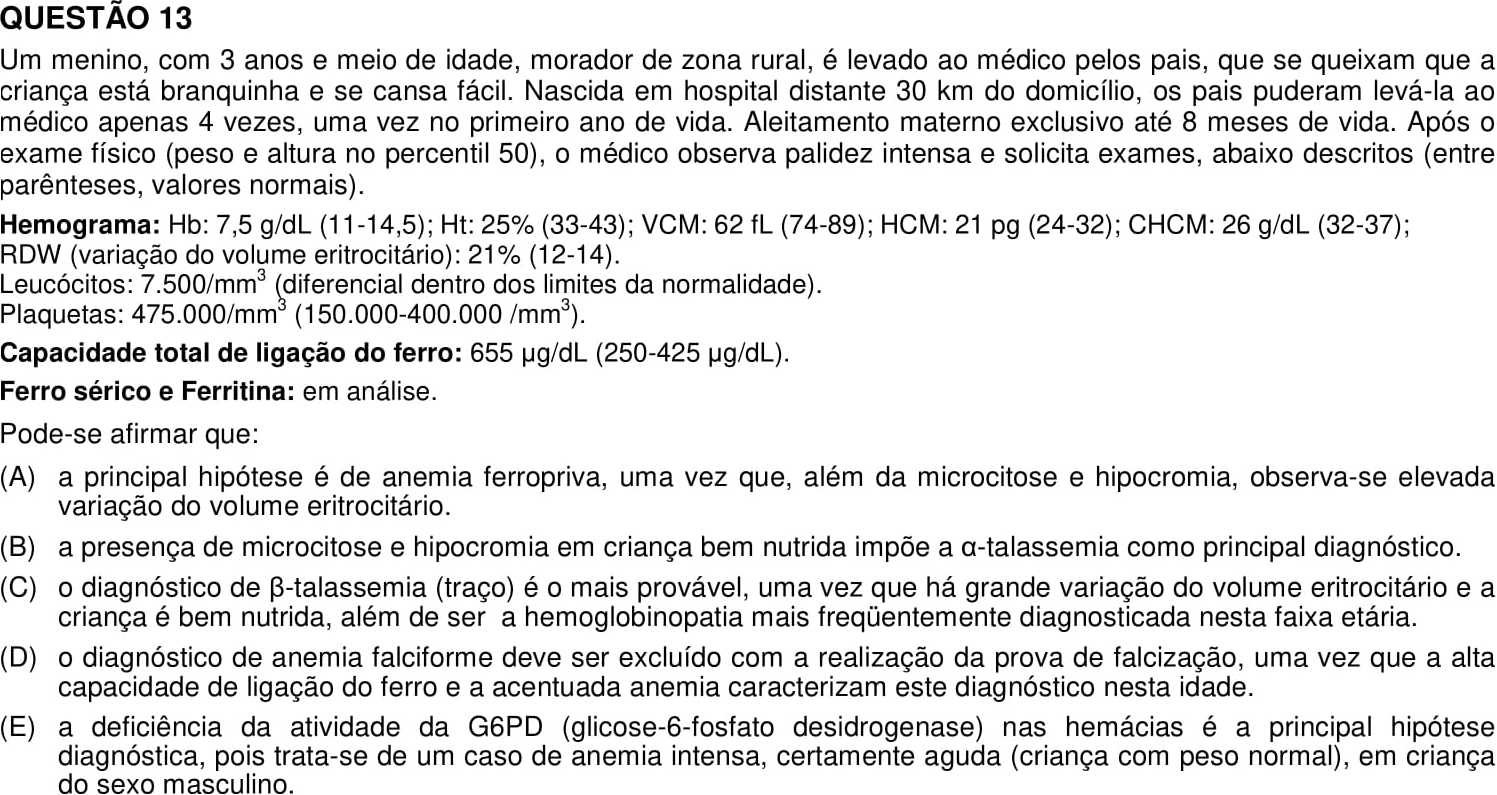 QUESTÃO 13
Um menino, com 3 anos e meio de idade, morador de zona rural, é levado ao médico pelos pais, que se queixam que a
criança está branquinha e se cansa fácil. Nascida em hospital distante 30 km do domicílio, os pais puderam levá-la ao
médico apenas 4 vezes, uma vez no primeiro ano de vida. Aleitamento materno exclusivo até 8 meses de vida. Após o
exame físico (peso e altura no percentil 50), o médico observa palidez intensa e solicita exames, abaixo descritos (entre
parênteses, valores normais).
Hemograma: Hb: 7,5 g/dL (11-14,5); Ht: 25% (33-43); VCM: 62 fL (74-89); HCM: 21 pg (24-32); CHCM: 26 g/dL (32-37);
RDW (variação do volume eritrocitário): 21% (12-14).
Leucócitos: 7.500/mm³ (diferencial dentro dos limites da normalidade).
Plaquetas: 475.000/mm³ (150.000-400.000 /mm³).
Capacidade total de ligação do ferro: 655 µg/dL (250-425 µg/dL).
Ferro sérico e Ferritina: em análise.
Pode-se afirmar que:
(A) a principal hipótese é de anemia ferropriva, uma vez que, além da microcitose e hipocromia, observa-se elevada
variação do volume eritrocitário.
(B) a presença de microcitose e hipocromia em criança bem nutrida impõe a α-talassemia como principal diagnóstico.
(C) o diagnóstico de β-talassemia (traço) é o mais provável, uma vez que há grande variação do volume eritrocitário e a
criança é bem nutrida, além de ser a hemoglobinopatia mais freqüentemente diagnosticada nesta faixa etária.
(D) o diagnóstico de anemia falciforme deve ser excluído com a realização da prova de falcização, uma vez que a alta
capacidade de ligação do ferro e a acentuada anemia caracterizam este diagnóstico nesta idade.
(E) a deficiência da atividade da G6PD (glicose-6-fosfato desidrogenase) nas hemácias é a principal hipótese
diagnóstica, pois trata-se de um caso de anemia intensa, certamente aguda (criança com peso normal), em criança
do sexo masculino.